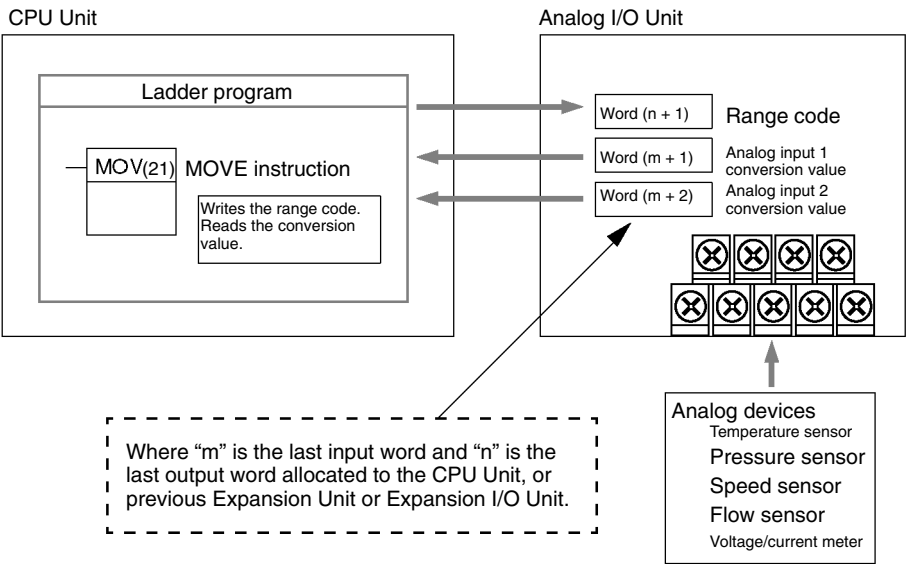 CPU Unit
Analog I/O Unit
Ladder program
MOV(21)
MOVE instruction
Writes the range code.
Reads the conversion
value.
Word (n + 1)
Range code
Word (m + 1)
Analog input 1
conversion value
Word (m + 2)
Analog input 2
conversion value
Where “m” is the last input word and “n” is the
last output word allocated to the CPU Unit, or
previous Expansion Unit or Expansion I/O Unit.
Analog devices
Temperature sensor
Pressure sensor
Speed sensor
Flow sensor
Voltage/current meter